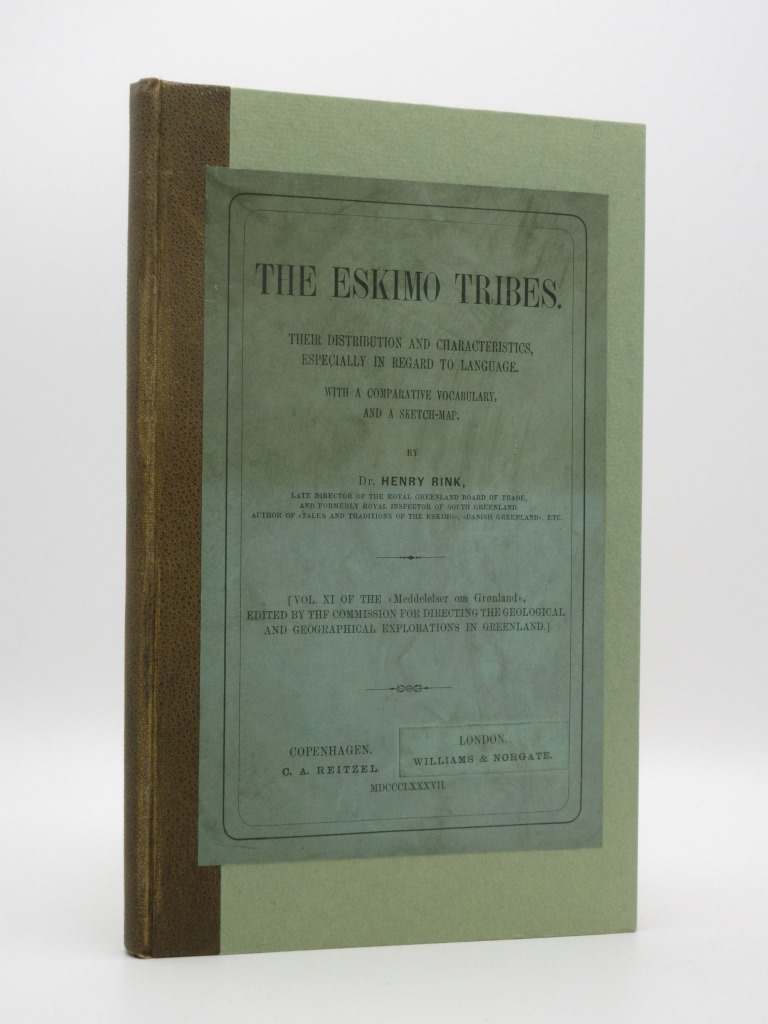 THE ESKIMO TRIBES.
THEIR DISTRIBUTION AND CHARACTERISTICS,
ESPECIALLY IN REGARD TO LANGUAGE.
WITH A COMPARATIVE VOCABULARY,
AND A SKETCH-MAP.
BY
Dr. HENRY RINK,
LATE DIRECTOR OF THE ROYAL GREENLAND BOARD OF TRADE,
AND FORMERLY ROYAL INSPECTOR OF SOUTH GREENLAND.
AUTHOR OF «TALES AND TRADITIONS OF THE ESKIMO», «DANISH GREENLAND», ETC.
[VOL. XI OF THE «Meddelelser om Grønland»,
EDITED BY THF COMMISSION FOR DIRECTING THE GEOLOGICAL
AND GEOGRAPHICAL EXPLORATIONS IN GREENLAND.]
COPENHAGEN.
C. A. REITZEL.
LONDON.
WILLIAMS & NORGATE.
MDCCCLXXXVII.